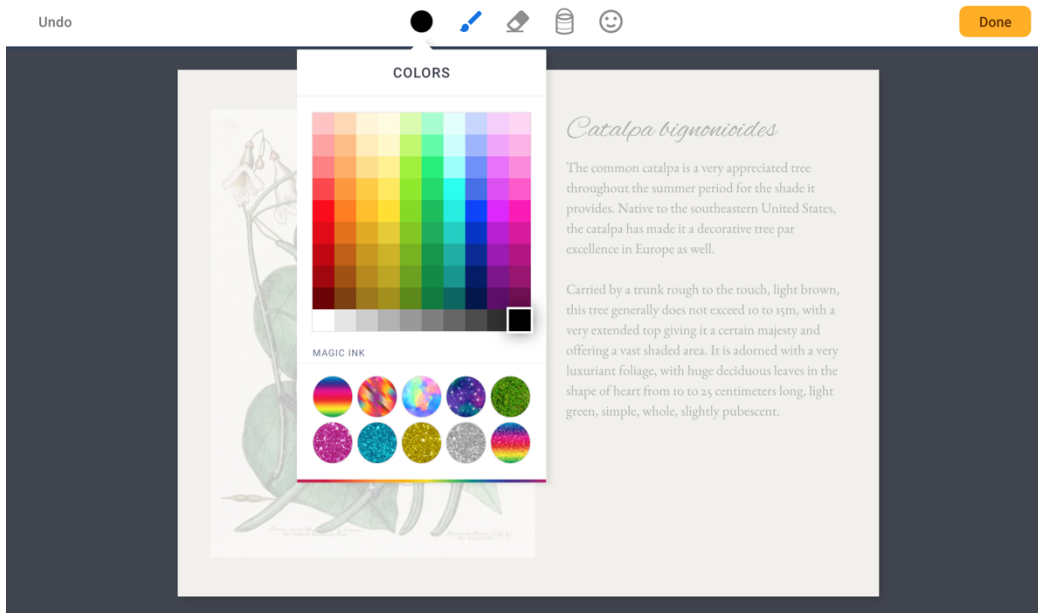 Undo
Done
COLORS
MAGIC INK
Catalpa bignonioides
The common catalpa is a very appreciated tree
throughout the summer period for the shade it
provides. Native to the southeastern United States,
the catalpa has made it a decorative tree par
excellence in Europe as well.
Carried by a trunk rough to the touch, light brown,
this tree generally does not exceed 10 to 15m, with a
very extended top giving it a certain majesty and
offering a vast shaded area. It is adorned with a very
luxuriant foliage, with huge deciduous leaves in the
shape of heart from 10 to 25 centimeters long, light
green, simple, whole, slightly pubescent.